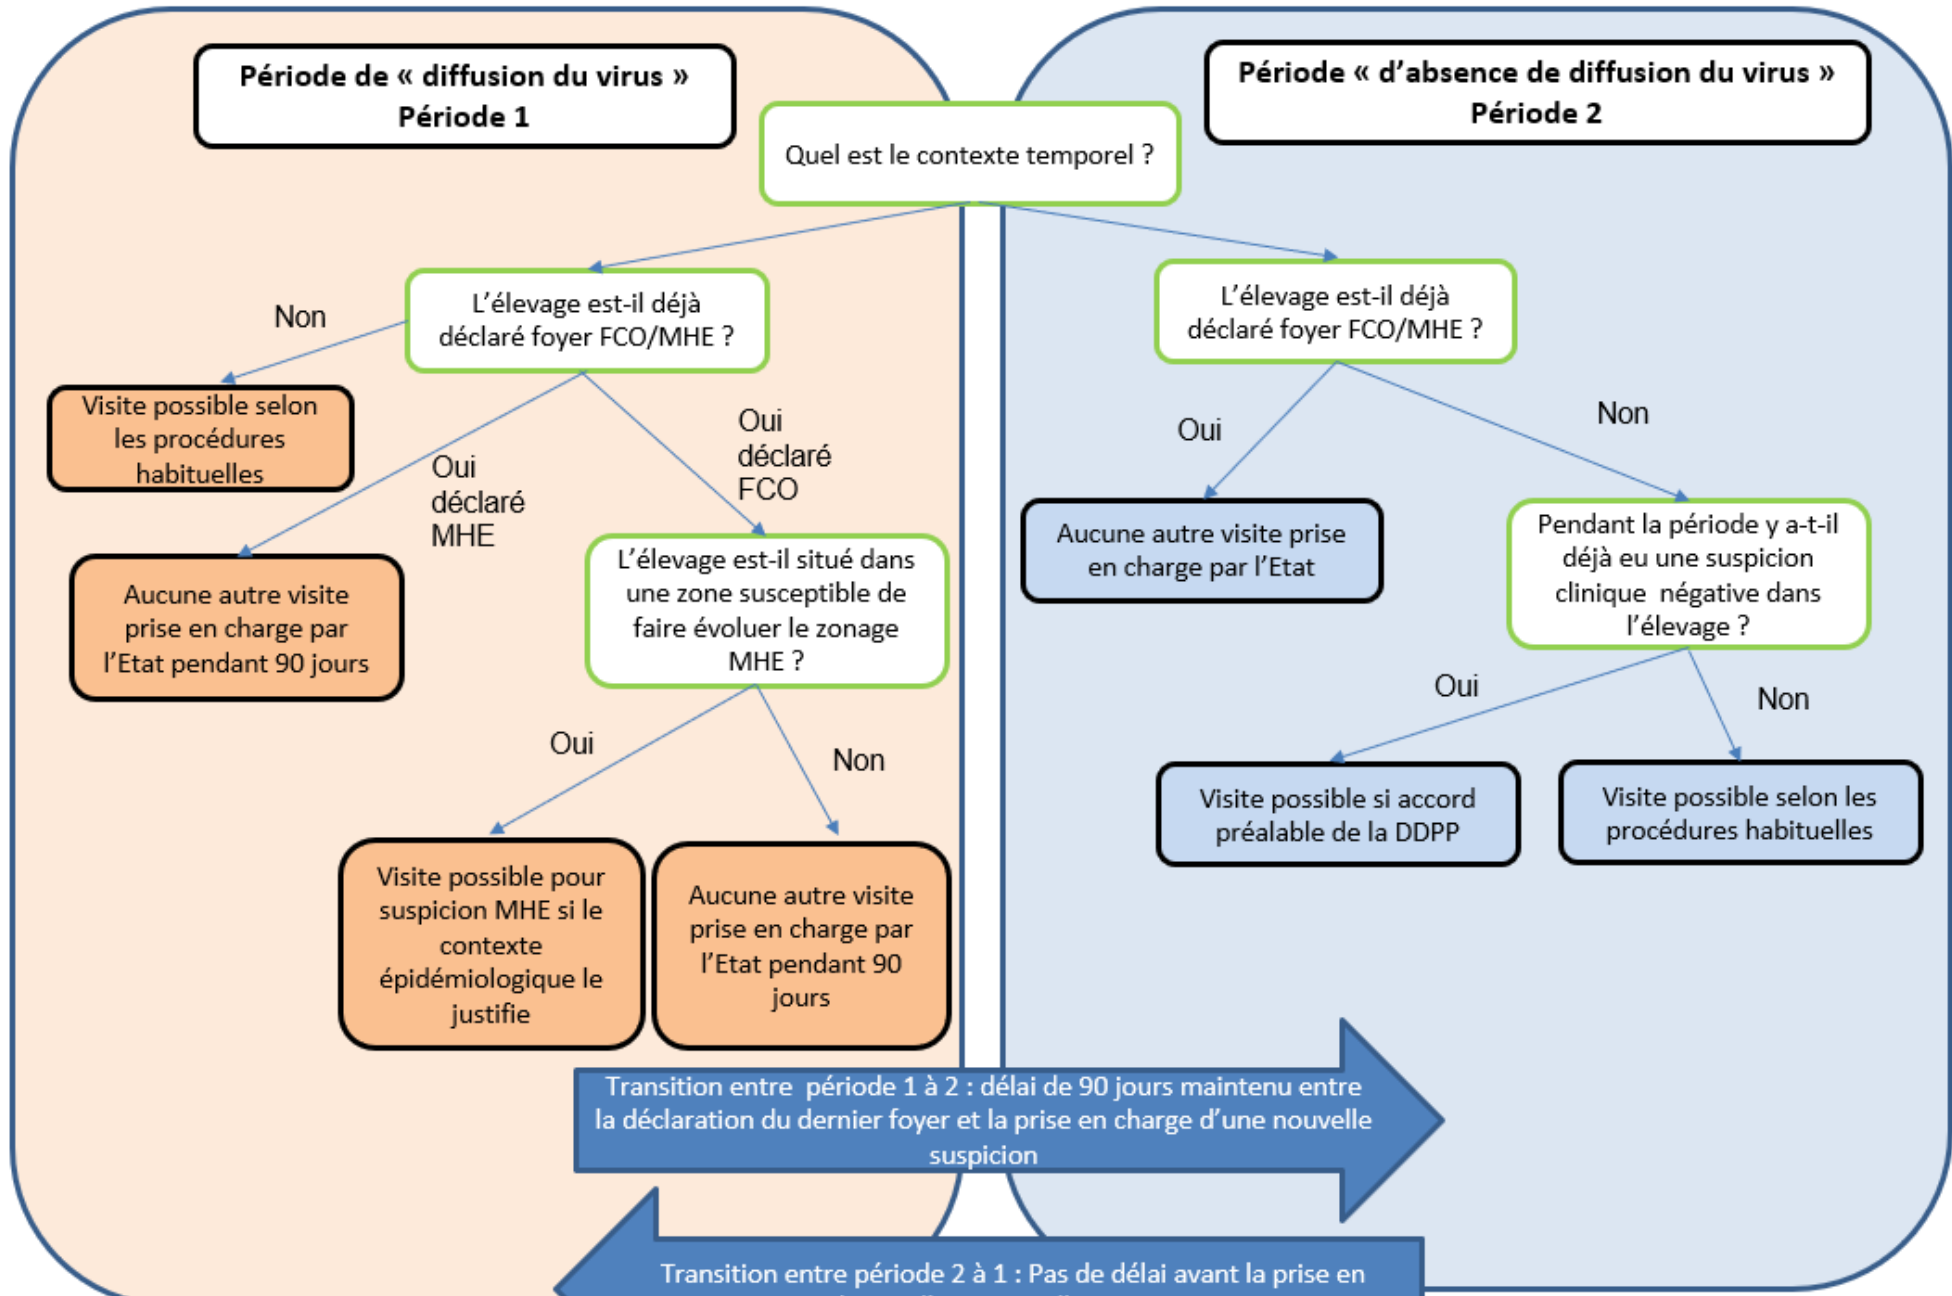 Période de « diffusion du virus »
Période 1
Période « d’absence de diffusion du virus »
Période 2
Quel est le contexte temporel ?
L’élevage est-il déjà
déclaré foyer FCO/MHE ?
Non
Visite possible selon
les procédures
habituelles
Oui
déclaré
MHE
Oui
déclaré
FCO
Aucune autre visite
prise en charge par
l’Etat pendant 90 jours
L’élevage est-il situé dans
une zone susceptible de
faire évoluer le zonage
MHE ?
Oui
Non
Visite possible pour
suspicion MHE si le
contexte
épidémiologique le
justifie
Aucune autre visite
prise en charge par
l’Etat pendant 90
jours
L’élevage est-il déjà
déclaré foyer FCO/MHE ?
Oui
Non
Aucune autre visite prise
en charge par l’Etat
Pendant la période y a-t-il
déjà eu une suspicion
clinique  négative dans
l’élevage ?
Oui
Non
Visite possible si accord
préalable de la DDPP
Visite possible selon les
procédures habituelles
Transition entre  période 1 à 2 : délai de 90 jours maintenu entre
la déclaration du dernier foyer et la prise en charge d’une nouvelle
suspicion
Transition entre période 2 à 1 : Pas de délai avant la prise en